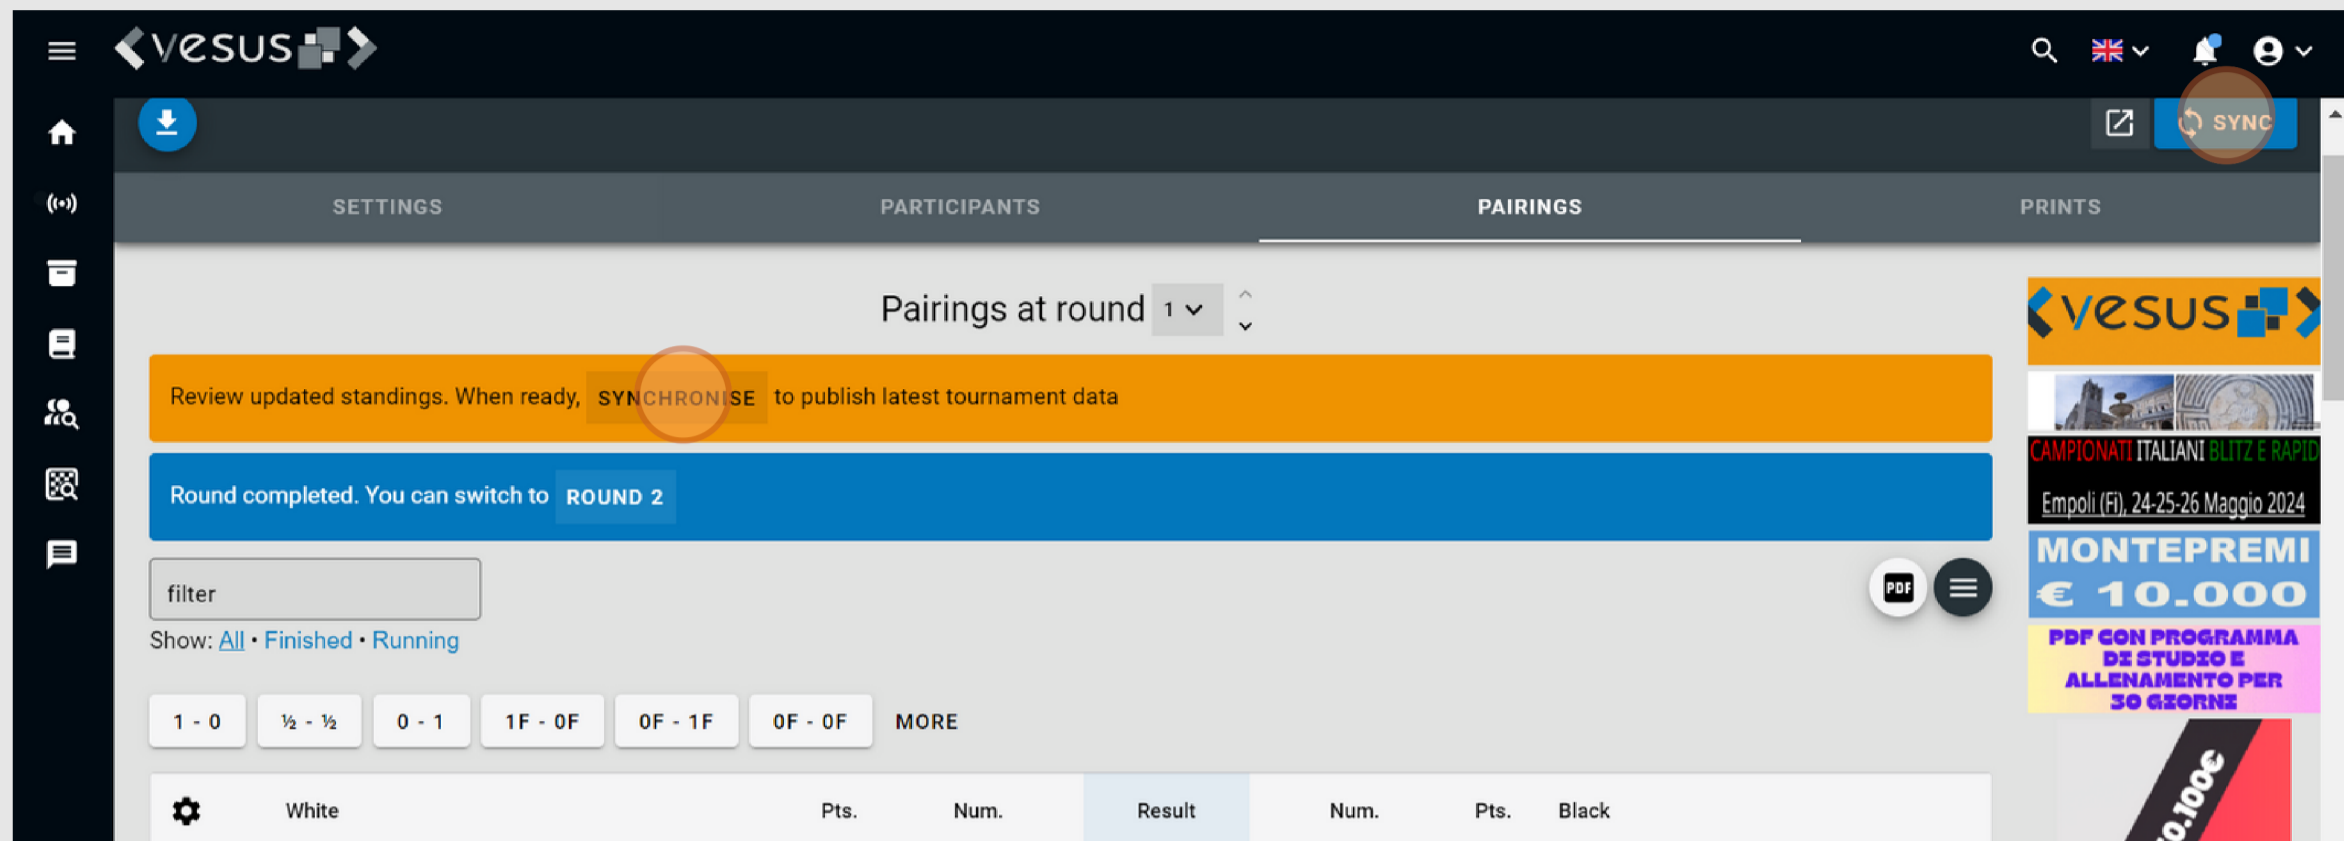 vesus
SYNC
SETTINGS PARTICIPANTS PAIRINGS PRINTS
Pairings at round 1
Review updated standings. When ready, SYNCHRONISE to publish latest tournament data
Round completed. You can switch to ROUND 2
filter
PDF
Show: All • Finished • Running
1 - 0 ½ - ½ 0 - 1 1F - 0F 0F - 1F 0F - 0F MORE
White Pts. Num. Result Num. Pts. Black
vesus
CAMPIONATI ITALIANI BLITZ E RAPID
Empoli (Fi), 24-25-26 Maggio 2024
MONTEPREMI
€ 10.000
PDF CON PROGRAMMA
DI STUDIO E
ALLENAMENTO PER
30 GIORNI
0.100€